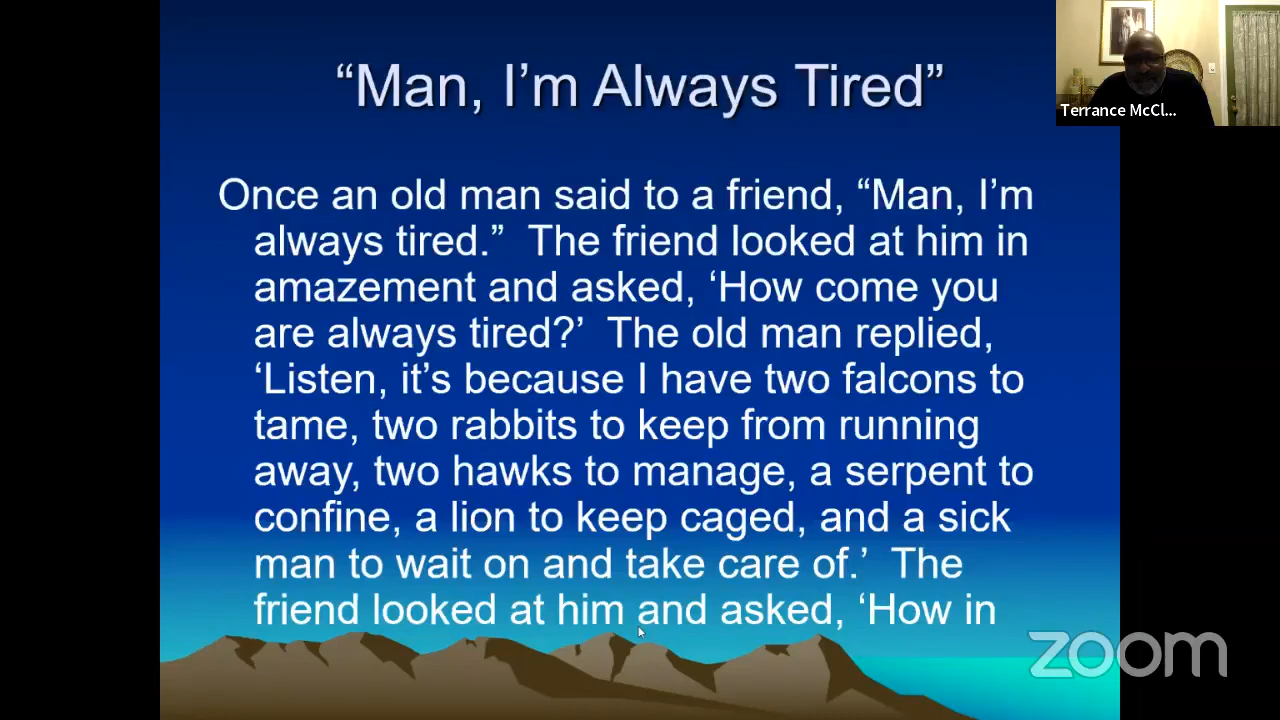 “Man, I’m Always Tired”
Once an old man said to a friend, “Man, I’m
always tired.”  The friend looked at him in
amazement and asked, ‘How come you
are always tired?’  The old man replied,
‘Listen, it’s because I have two falcons to
tame, two rabbits to keep from running
away, two hawks to manage, a serpent to
confine, a lion to keep caged, and a sick
man to wait on and take care of.’  The
friend looked at him and asked, ‘How in
Terrance McCl...
zoom